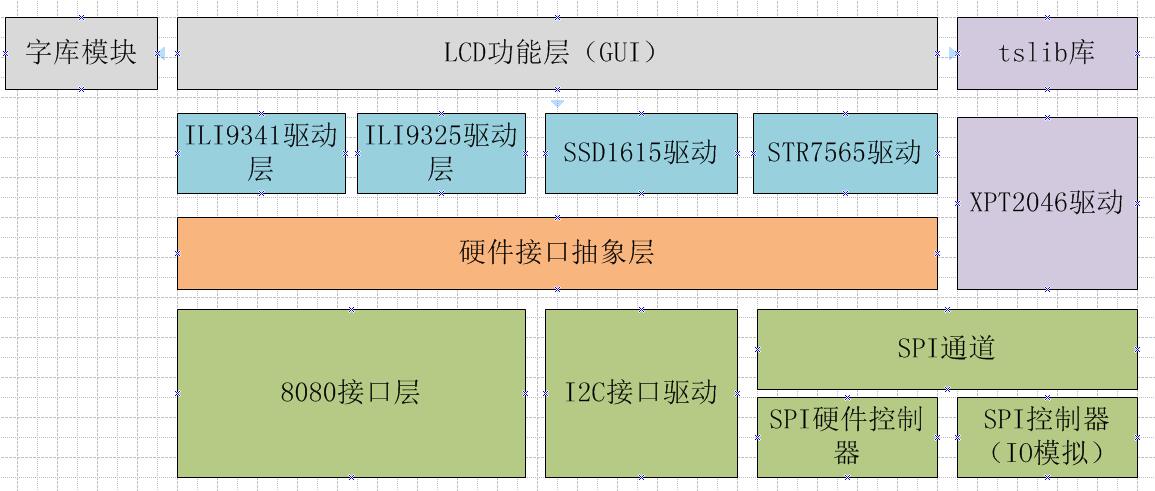 字库模块
LCD功能层（GUI）
tslib库
ILI9341驱动
层
ILI9325驱动
层
SSD1615驱动
STR7565驱动
XPT2046驱动
硬件接口抽象层
8080接口层
I2C接口驱动
SPI通道
SPI硬件控制
器
SPI控制器
（IO模拟）